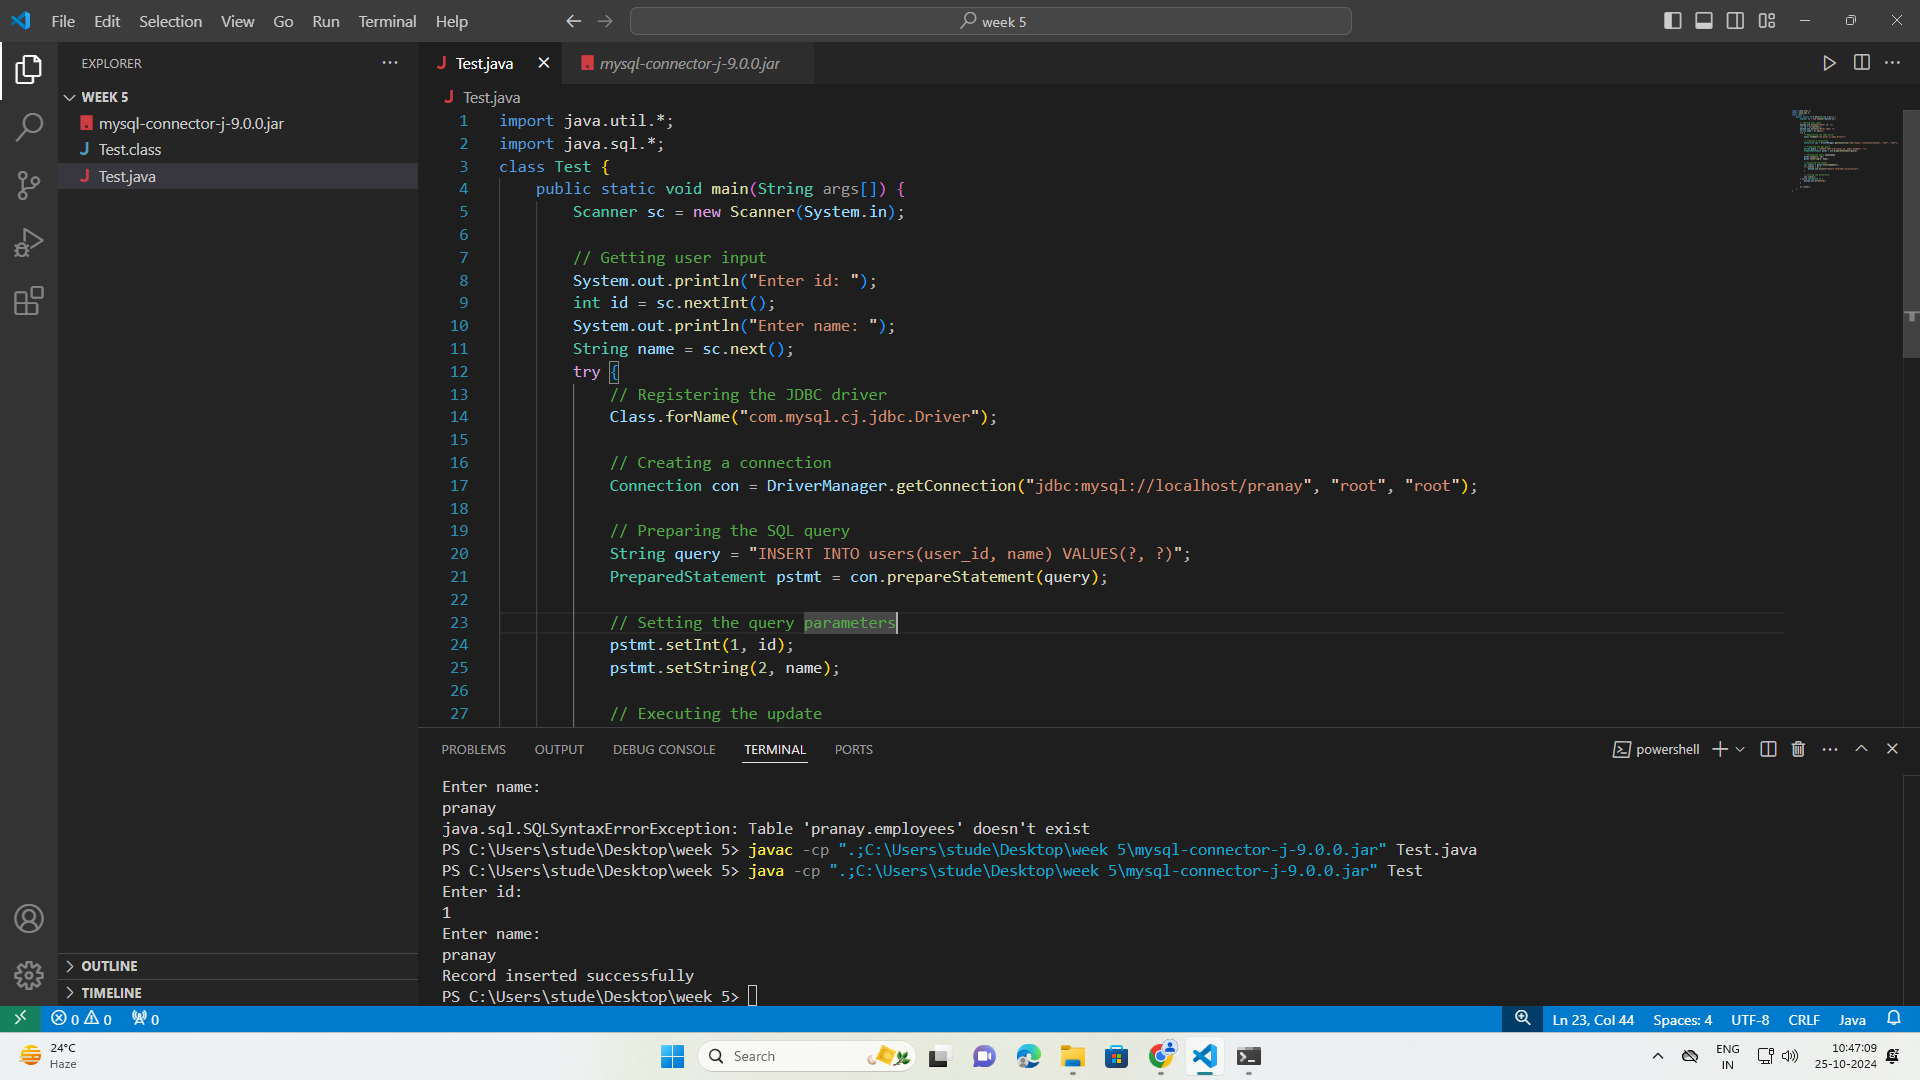 File Edit Selection View Go Run Terminal Help
week 5
EXPLORER
WEEK 5
mysql-connector-j-9.0.0.jar
Test.class
Test.java
OUTLINE
TIMELINE
Test.java
mysql-connector-j-9.0.0.jar
Test.java
1 import java.util.*;
2 import java.sql.*;
3 class Test {
4 public static void main(String args[]) {
5 Scanner sc = new Scanner(System.in);
6
7 // Getting user input
8 System.out.println("Enter id: ");
9 int id = sc.nextInt();
10 System.out.println("Enter name: ");
11 String name = sc.next();
12 try {
13 // Registering the JDBC driver
14 Class.forName("com.mysql.cj.jdbc.Driver");
15
16 // Creating a connection
17 Connection con = DriverManager.getConnection("jdbc:mysql://localhost/pranay", "root", "root");
18
19 // Preparing the SQL query
20 String query = "INSERT INTO users(user_id, name) VALUES(?, ?)";
21 PreparedStatement pstmt = con.prepareStatement(query);
22
23 // Setting the query parameters
24 pstmt.setInt(1, id);
25 pstmt.setString(2, name);
26
27 // Executing the update
PROBLEMS OUTPUT DEBUG CONSOLE TERMINAL PORTS
powershell
Enter name:
pranay
java.sql.SQLSyntaxErrorException: Table 'pranay.employees' doesn't exist
PS C:\Users\stude\Desktop\week 5> javac -cp ".;C:\Users\stude\Desktop\week 5\mysql-connector-j-9.0.0.jar" Test.java
PS C:\Users\stude\Desktop\week 5> java -cp ".;C:\Users\stude\Desktop\week 5\mysql-connector-j-9.0.0.jar" Test
Enter id:
1
Enter name:
pranay
Record inserted successfully
PS C:\Users\stude\Desktop\week 5>
0 0 0
Ln 23, Col 44 Spaces: 4 UTF-8 CRLF Java
24°C
Haze
Search
ENG
IN
10:47:09
25-10-2024